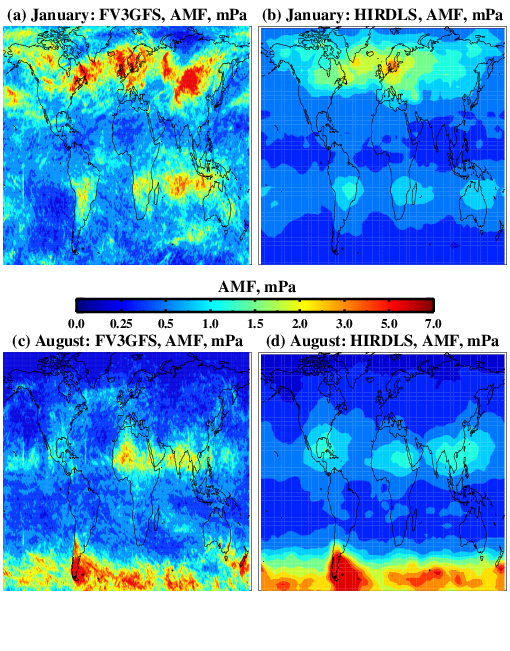 (a) January: FV3GFS, AMF, mPa
(b) January: HIRDLS, AMF, mPa
AMF, mPa
0.0 0.25 0.5 1.0 1.5 2.0 3.0 5.0 7.0
(c) August: FV3GFS, AMF, mPa
(d) August: HIRDLS, AMF, mPa